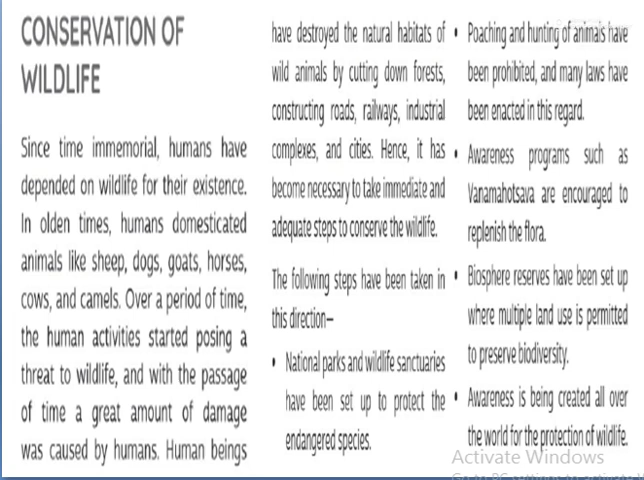 CONSERVATION OF
WILDLIFE
Since time immemorial, humans have
depended on wildlife for their existence.
In olden times, humans domesticated
animals like sheep, dogs, goats, horses,
cows, and camels. Over a period of time,
the human activities started posing a
threat to wildlife, and with the passage
of time a great amount of damage
was caused by humans. Human beings
have destroyed the natural habitats of
wild animals by cutting down forests,
constructing roads, railways, industrial
complexes, and cities. Hence, it has
become necessary to take immediate and
adequate steps to conserve the wildlife.
The following steps have been taken in
this direction–
• National parks and wildlife sanctuaries
have been set up to protect the
endangered species.
• Poaching and hunting of animals have
been prohibited, and many laws have
been enacted in this regard.
• Awareness programs such as
Vanamahotsava are encouraged to
replenish the flora.
• Biosphere reserves have been set up
where multiple land use is permitted
to preserve biodiversity.
• Awareness is being created all over
the world for the protection of wildlife.
Activate Windows